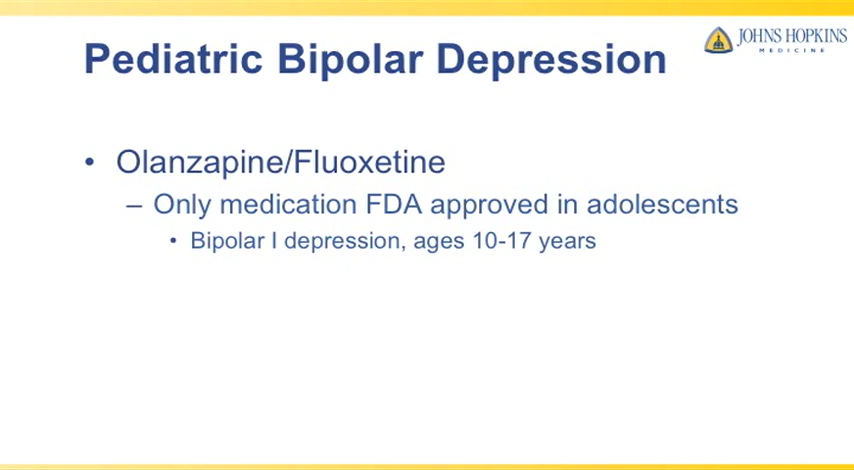 Pediatric Bipolar Depression
JOHNS HOPKINS
MEDICINE
• Olanzapine/Fluoxetine
– Only medication FDA approved in adolescents
• Bipolar I depression, ages 10-17 years